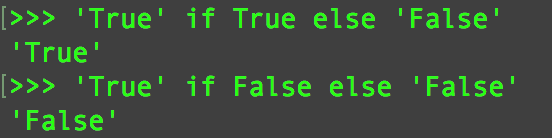 [>>> 'True' if True else 'False'
'True'
[>>> 'True' if False else 'False'
'False'